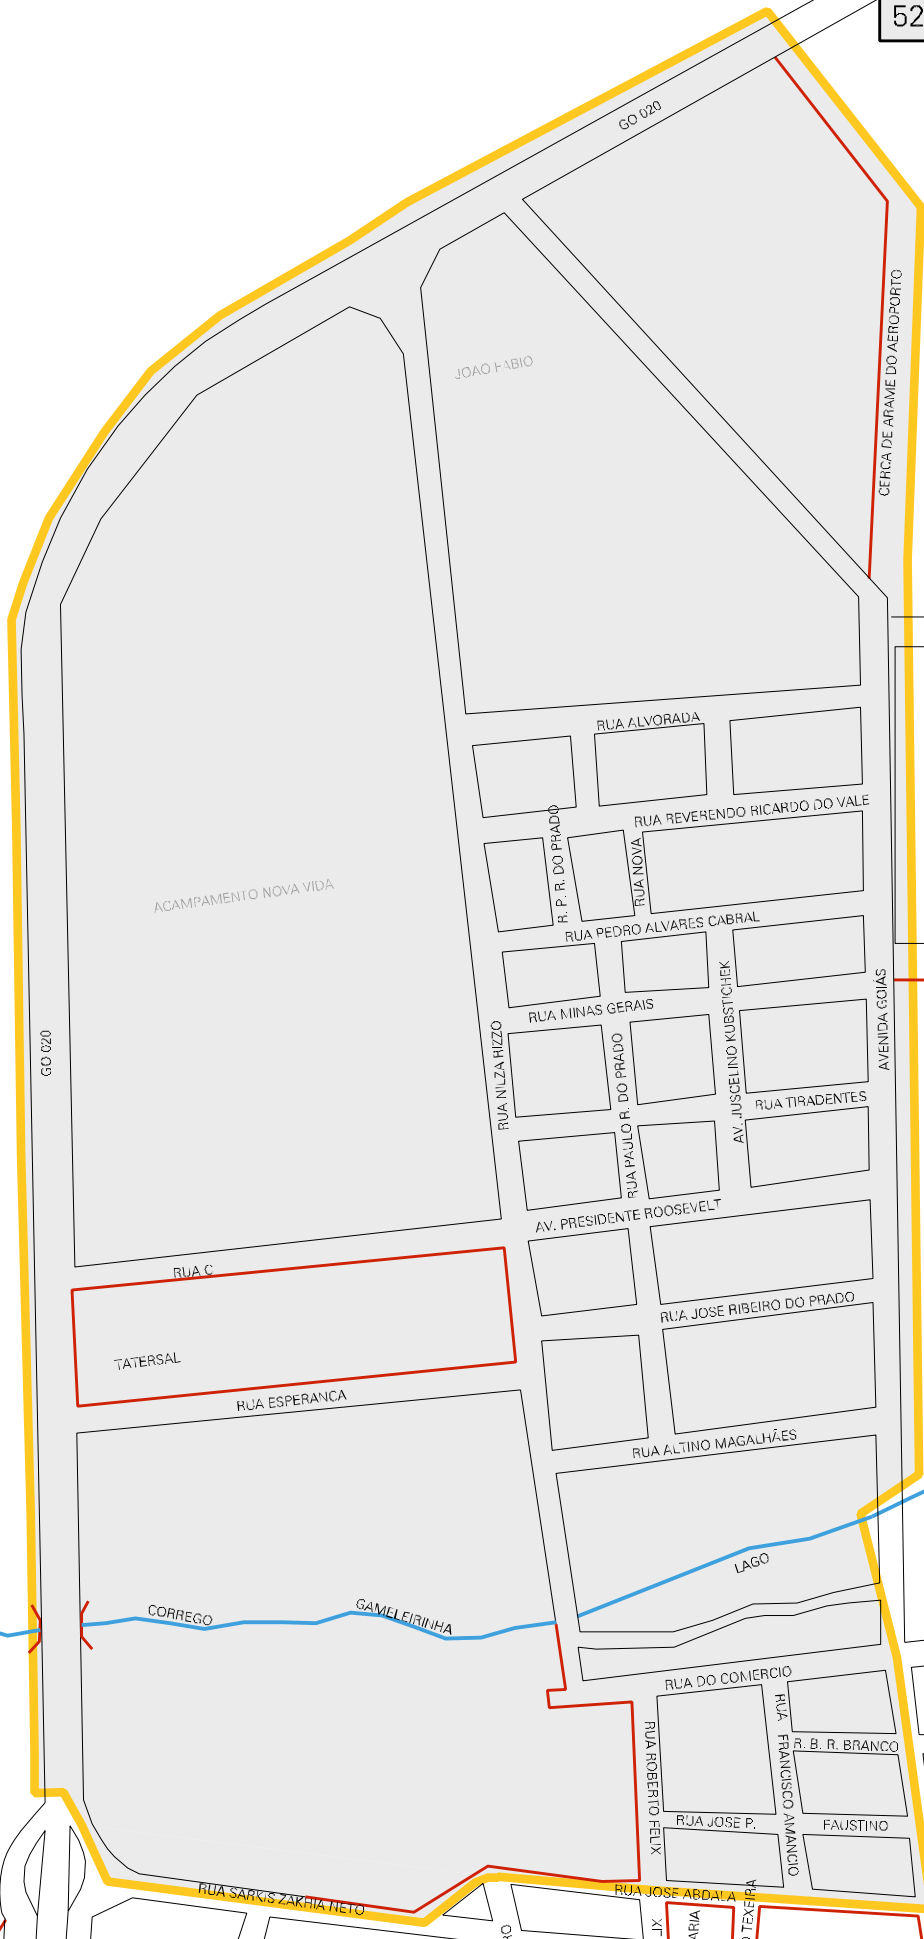 52
GO 020
CERCA DE ARAME DO AEROPORTO
JOAO FABIO
RUA ALVORADA
RUA REVERENDO RICARDO DO VALE
R. P. R. DO PRADO
RUA NOVA
ACAMPAMENTO NOVA VIDA
RUA PEDRO ALVARES CABRAL
RUA MINAS GERAIS
AV. JUSCELINO KUBSTICHEK
AVENIDA GOIÁS
GO 020
RUA NILZA RIZZO
RUA PAULO R. DO PRADO
RUA TIRADENTES
AV. PRESIDENTE ROOSEVELT
RUA C
RUA JOSE RIBEIRO DO PRADO
TATERSAL
RUA ESPERANCA
RUA ALTINO MAGALHÃES
LAGO
CORREGO
GAMELEIRINHA
RUA DO COMERCIO
RUA FRANCISCO AMANCIO
RUA ROBERTO FELIX
R. B. R. BRANCO
RUA JOSE P.
FAUSTINO
RUA SARKIS ZAKHIA NETO
RUA JOSE ABDALA
O TEXEIRA
ARIA